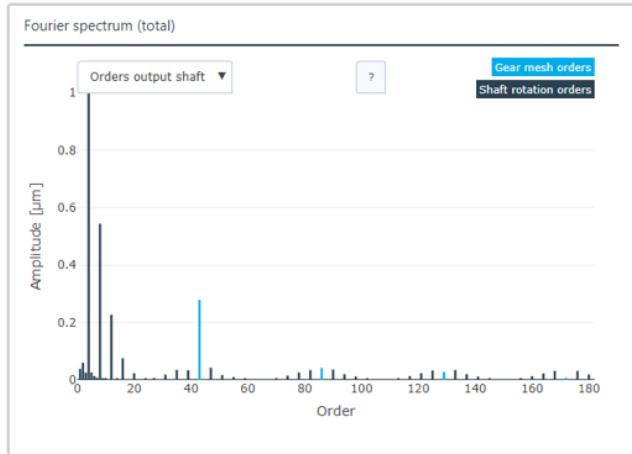 Fourier spectrum (total)
Orders output shaft ▼
?
Gear mesh orders
Shaft rotation orders
Amplitude [μm]
1
0.8
0.6
0.4
0.2
0
0 20 40 60 80 100 120 140 160 180
Order